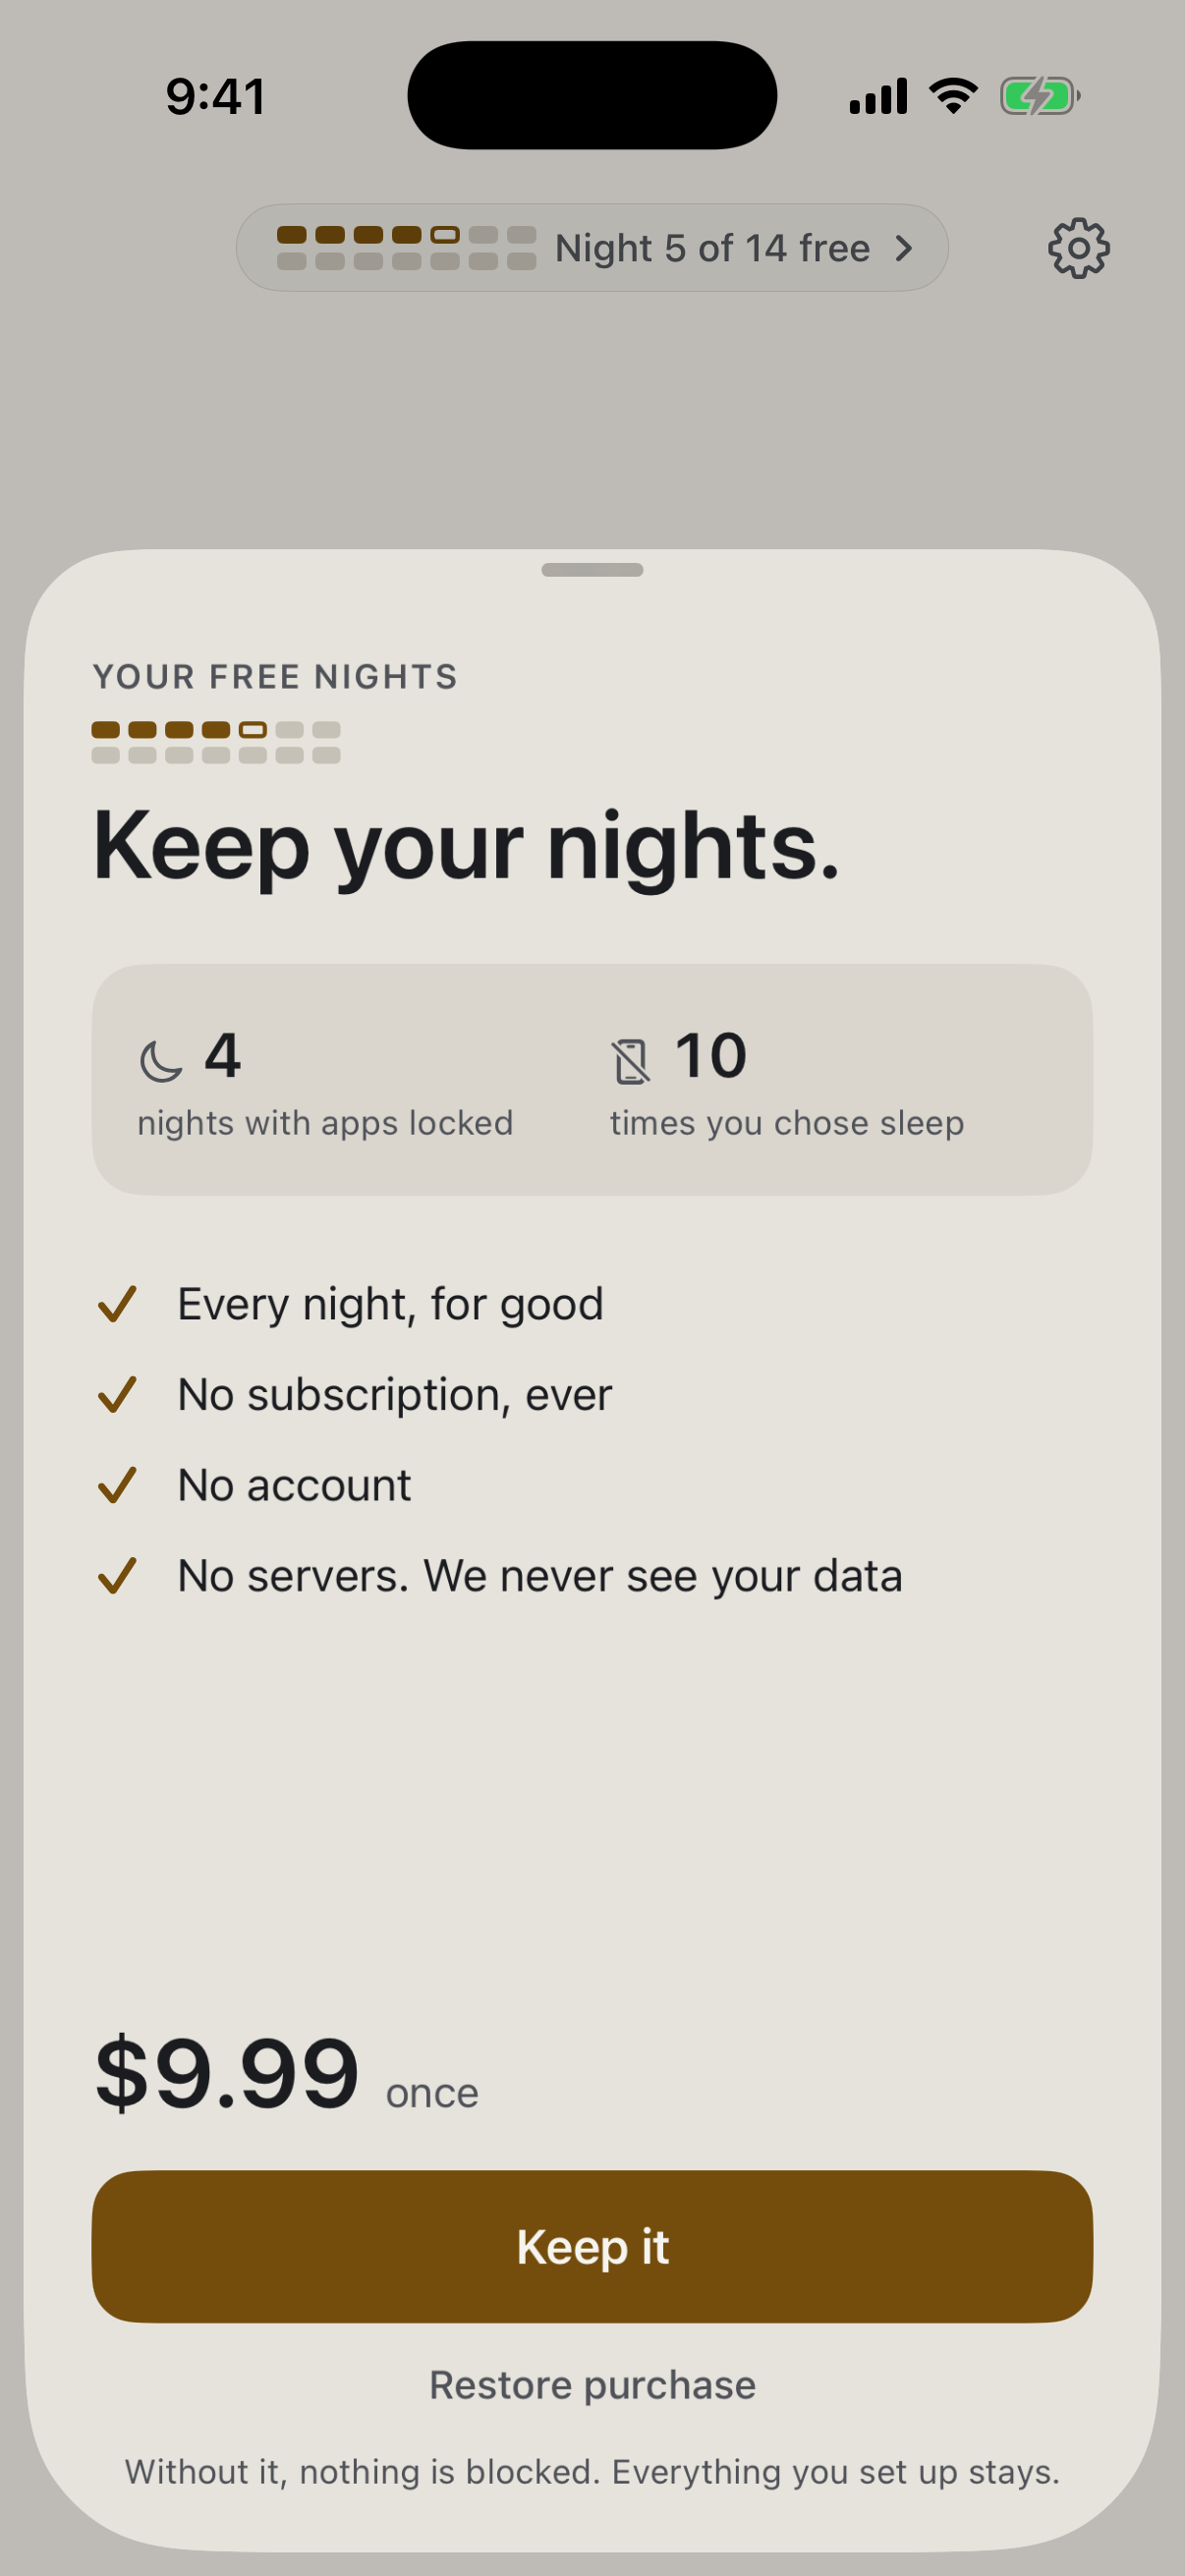 9:41
Night 5 of 14 free
YOUR FREE NIGHTS
Keep your nights.
4
nights with apps locked
10
times you chose sleep
Every night, for good
No subscription, ever
No account
No servers. We never see your data
$9.99 once
Keep it
Restore purchase
Without it, nothing is blocked. Everything you set up stays.